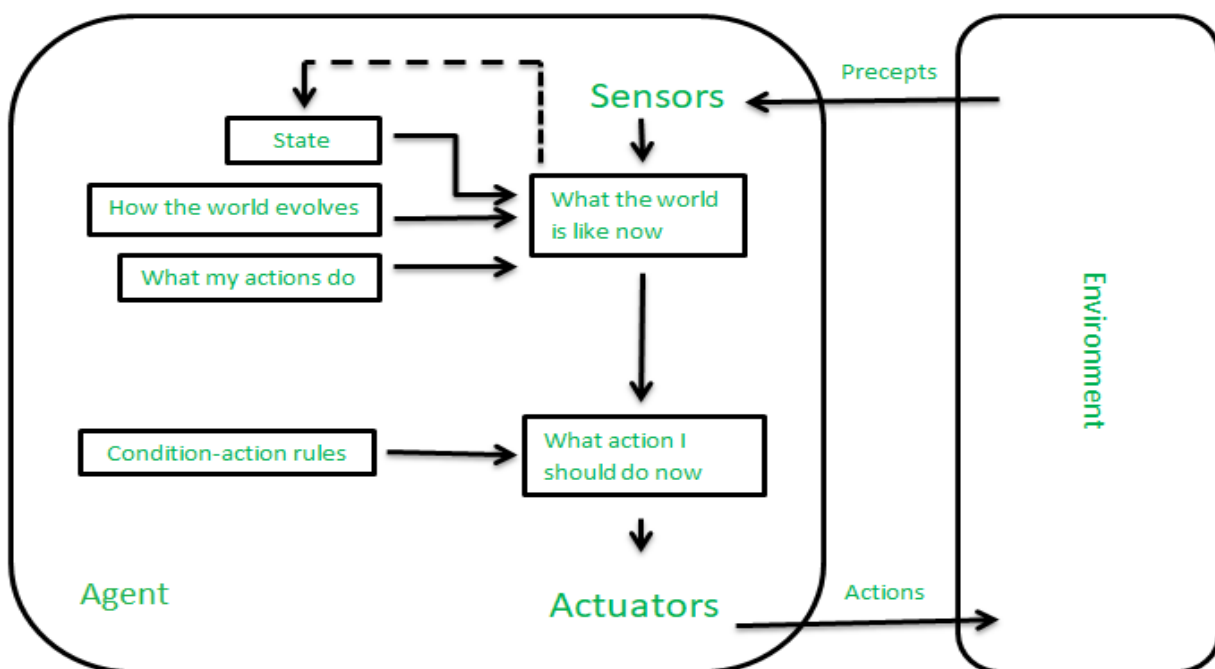 Precepts
Sensors
State
How the world evolves
What the world
is like now
What my actions do
Environment
Condition-action rules
What action I
should do now
Agent
Actuators
Actions